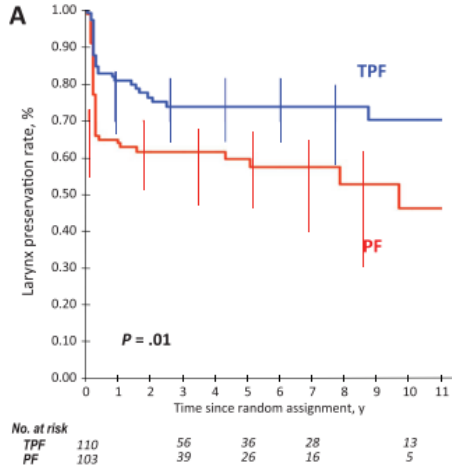 A
1.00
0.90
TPF
0.80
0.70
0.60
0.50
0.40
PF
0.30
0.20
0.10
P = .01
0.00
Larynx preservation rate, %
0 1 2 3 4 5 6 7 8 9 10 11
Time since random assignment, y
No. at risk
TPF 110 56 36 28 13
PF 103 39 26 16 5